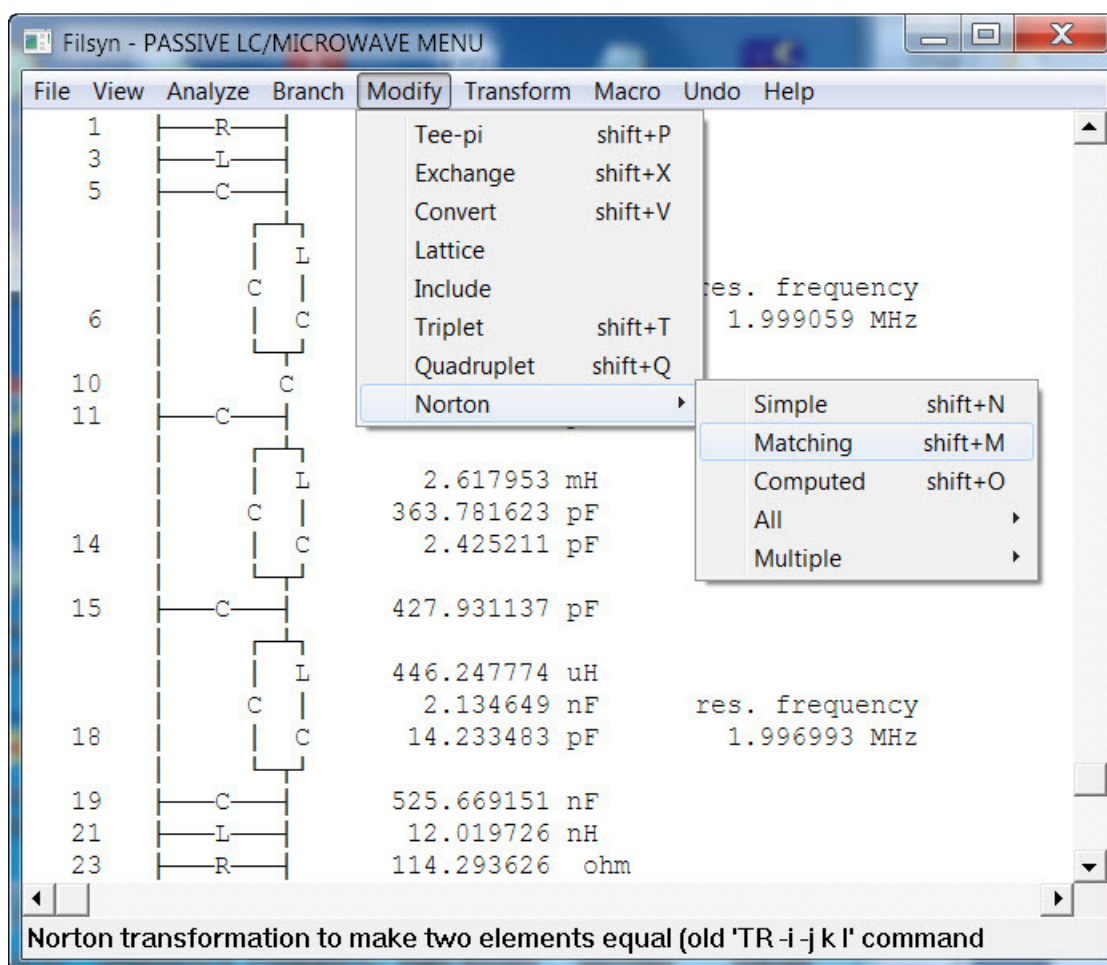 Filsyn - PASSIVE LC/MICROWAVE MENU
File View Analyze Branch Modify Transform Macro Undo Help
1 R
3 L
5 C
L
C
6 C
10 C
11 C
L
C
14 C
15 C
L
C
18 C
19 C
21 L
23 R
Tee-pi shift+P
Exchange shift+X
Convert shift+V
Lattice
Include
Triplet shift+T
Quadruplet shift+Q
Norton
Simple shift+N
Matching shift+M
Computed shift+O
All
Multiple
res. frequency
1.999059 MHz
2.617953 mH
363.781623 pF
2.425211 pF
427.931137 pF
446.247774 uH
2.134649 nF res. frequency
14.233483 pF 1.996993 MHz
525.669151 nF
12.019726 nH
114.293626 ohm
Norton transformation to make two elements equal (old 'TR -i -j k l' command